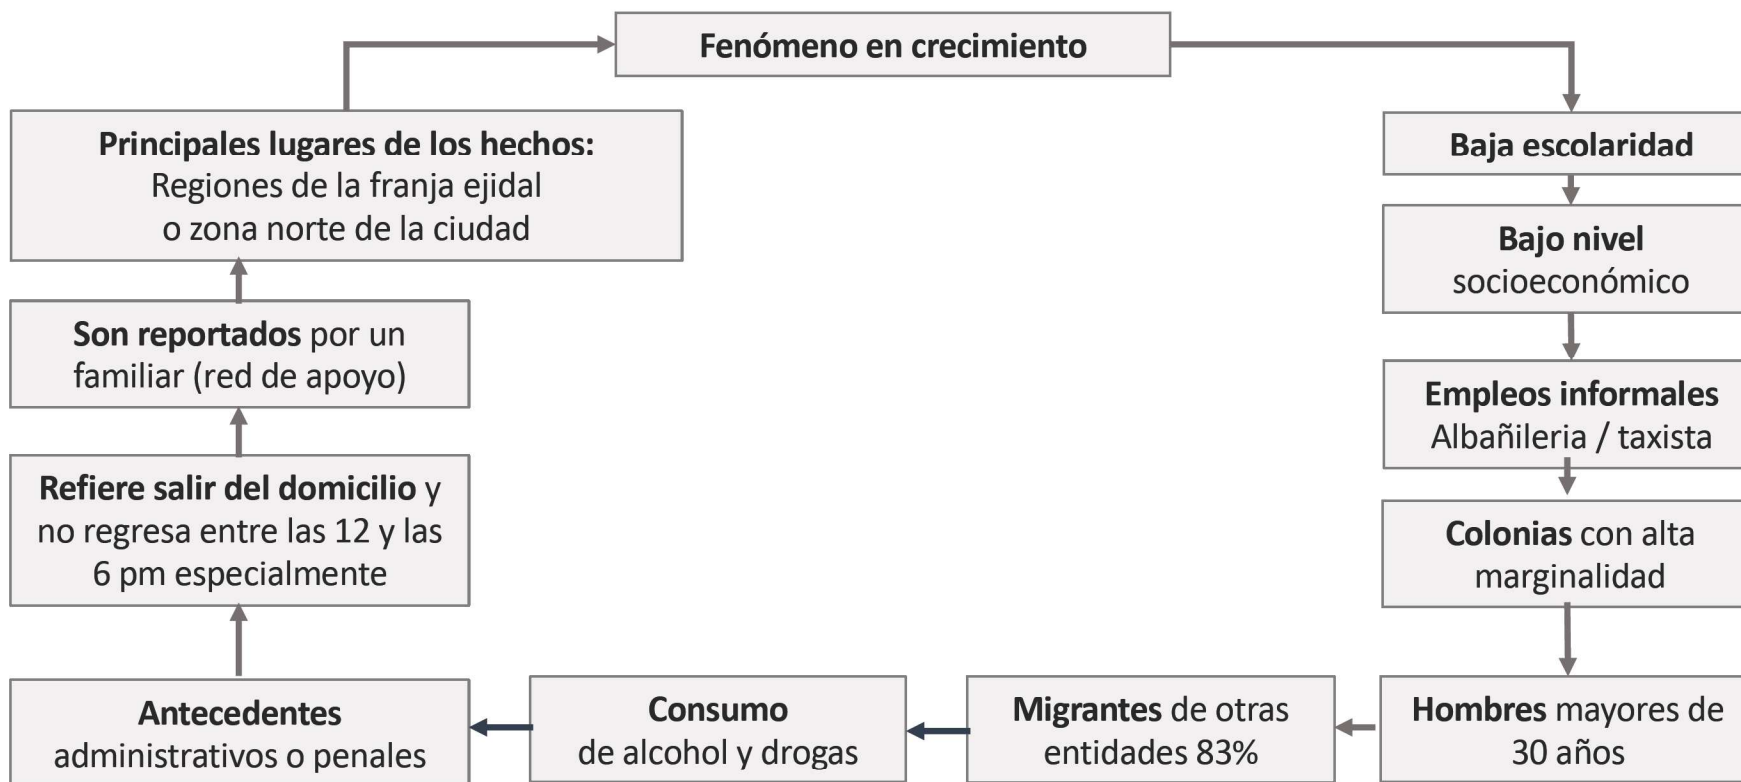 Fenómeno en crecimiento
Baja escolaridad
Bajo nivel
socioeconómico
Empleos informales
Albañileria / taxista
Colonias con alta
marginalidad
Hombres mayores de
30 años
Migrantes de otras
entidades 83%
Consumo
de alcohol y drogas
Antecedentes
administrativos o penales
Refiere salir del domicilio y
no regresa entre las 12 y las
6 pm especialmente
Son reportados por un
familiar (red de apoyo)
Principales lugares de los hechos:
Regiones de la franja ejidal
o zona norte de la ciudad